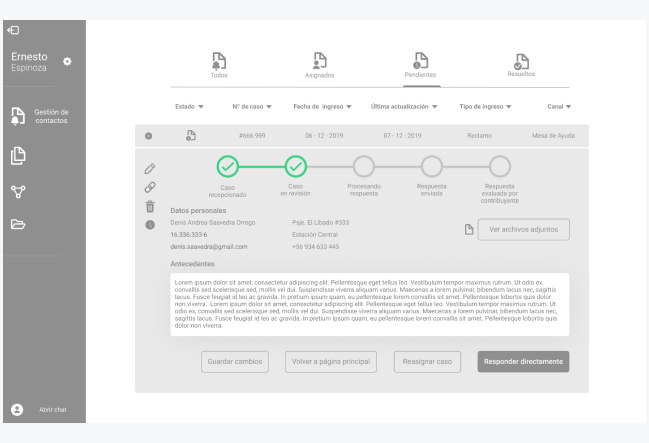 Ernesto
Espinoza
Gestión de
contactos
Abrir chat
Todos
Asignados
Pendientes
Resueltos
Estado
N° de caso
Fecha de ingreso
Última actualización
Tipo de ingreso
Canal
#666 999
06 - 12 - 2019
07 - 12 - 2019
Reclamo
Mesa de Ayuda
Caso
recepcionado
Caso
en revisión
Procesando
respuesta
Respuesta
enviada
Respuesta
evaluada por
contribuyente
Datos personales
Denis Andrea Saavedra Orrego
Psje. El Libado #333
16.336.333-6
Estación Central
denis.saavedra@gmail.com
+56 934 633 445
Ver archivos adjuntos
Antecedentes
Lorem ipsum dolor sit amet, consectetur adipiscing elit. Pellentesque eget tellus leo. Vestibulum tempor maximus rutrum. Ut odio ex,
convallis sed scelerisque sed, mollis vel dui. Suspendisse viverra aliquam varius. Maecenas a lorem pulvinar, bibendum lacus nec, sagittis
lacus. Fusce feugiat id leo ac gravida. In pretium ipsum quam, eu pellentesque lorem convallis sit amet. Pellentesque lobortis quis dolor
non viverra. Lorem ipsum dolor sit amet, consectetur adipiscing elit. Pellentesque eget tellus leo. Vestibulum tempor maximus rutrum. Ut
odio ex, convallis sed scelerisque sed, mollis vel dui. Suspendisse viverra aliquam varius. Maecenas a lorem pulvinar, bibendum lacus nec,
sagittis lacus. Fusce feugiat id leo ac gravida. In pretium ipsum quam, eu pellentesque lorem convallis sit amet. Pellentesque lobortis quis
dolor non viverra.
Guardar cambios
Volver a página principal
Reasignar caso
Responder directamente